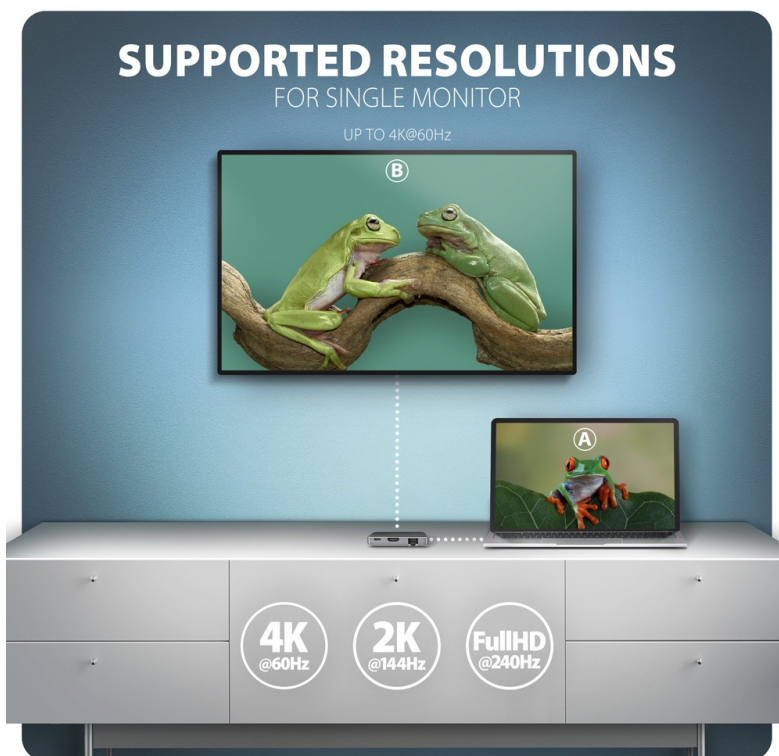 SUPPORTED RESOLUTIONS
FOR SINGLE MONITOR
UP TO 4K@60Hz
B
A
4K
@60Hz
2K
@144Hz
FullHD
@240Hz